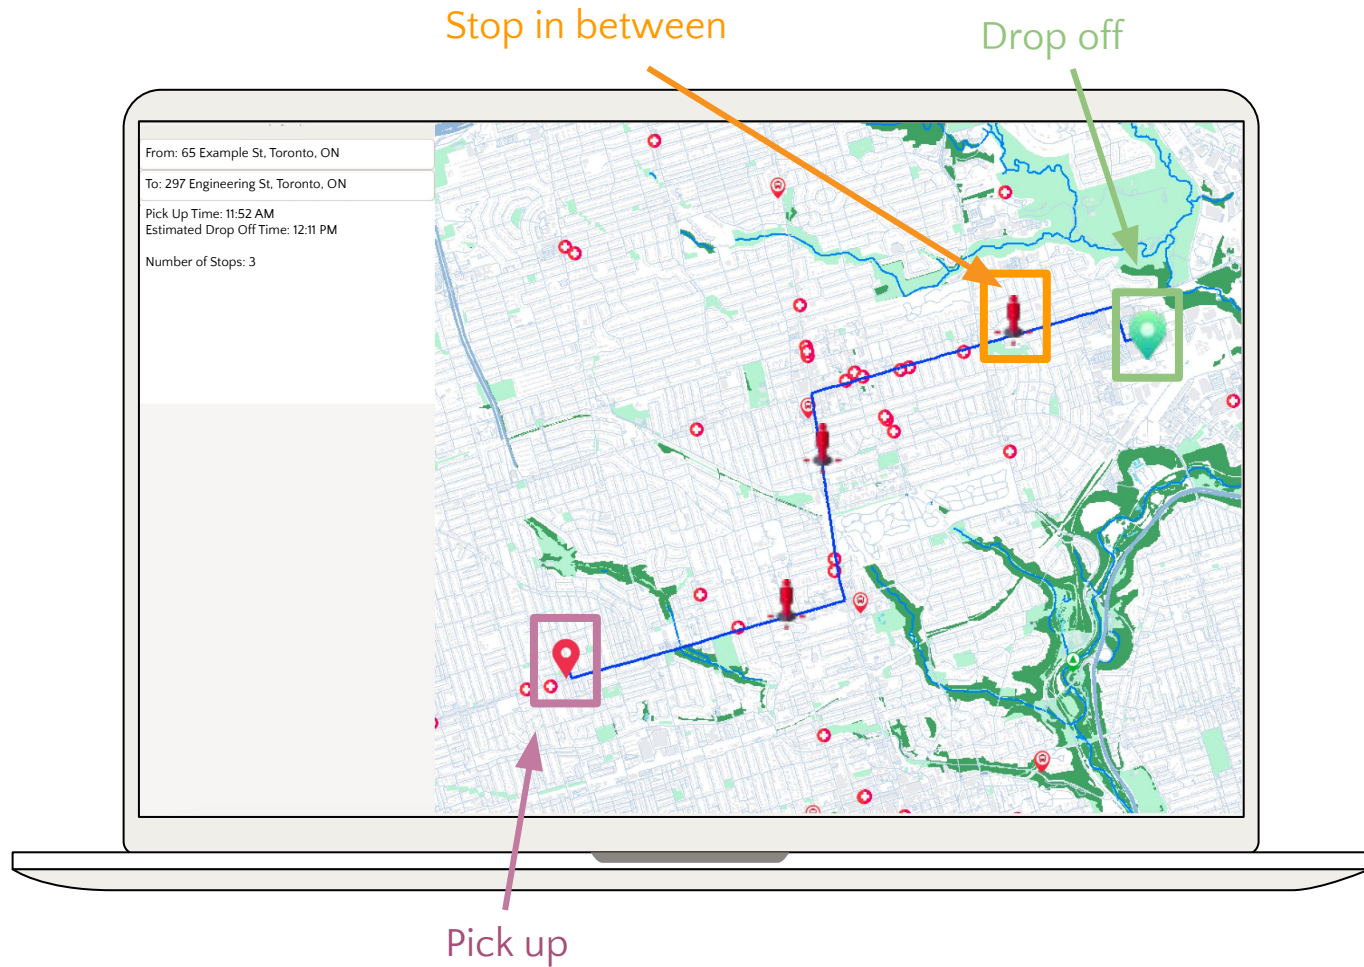 Stop in between
Drop off
From: 65 Example St, Toronto, ON
To: 297 Engineering St, Toronto, ON
Pick Up Time: 11:52 AM
Estimated Drop Off Time: 12:11 PM
Number of Stops: 3
Pick up